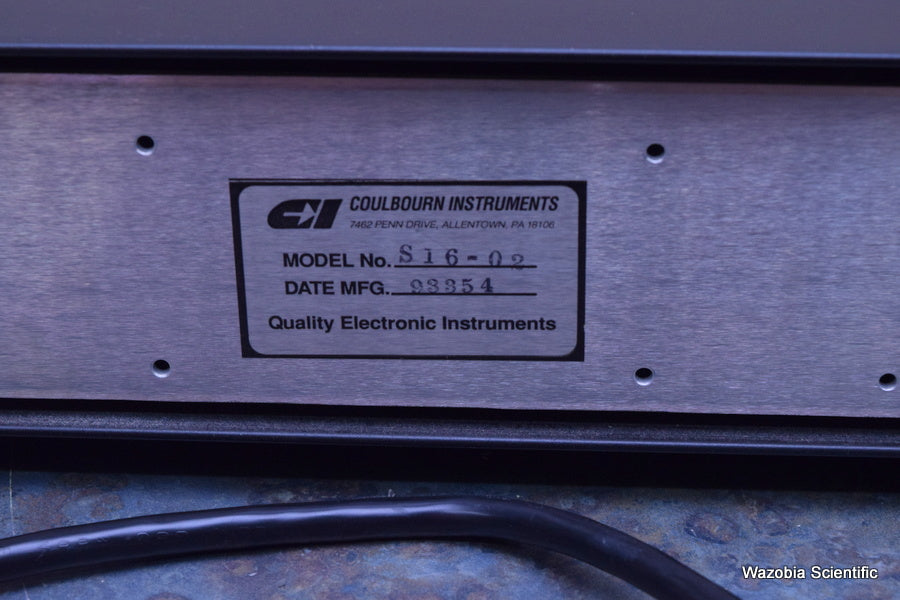 CI COULBOURN INSTRUMENTS
7462 PENN DRIVE, ALLENTOWN, PA 18106
MODEL No. S16-02
DATE MFG. 93354
Quality Electronic Instruments
Wazobia Scientific